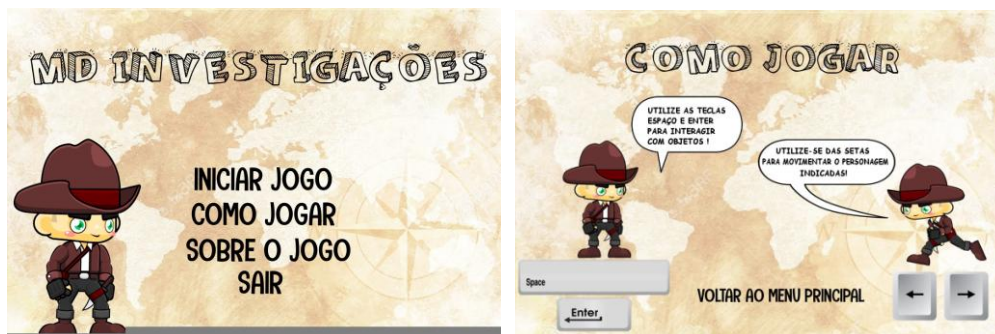 MD INVESTIGAÇÕES
INICIAR JOGO
COMO JOGAR
SOBRE O JOGO
SAIR
COMO JOGAR
UTILIZE AS TECLAS
ESPAÇO E ENTER
PARA INTERAGIR
COM OBJETOS !
UTILIZE-SE DAS SETAS
PARA MOVIMENTAR O PERSONAGEM
INDICADAS!
Space
Enter
VOLTAR AO MENU PRINCIPAL